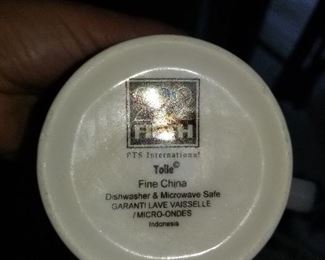 PTS International
Tolle©
Fine China
Dishwasher & Microwave Safe
GARANTI LAVE VAISSELLE
/MICRO-ONDES
Indonesia